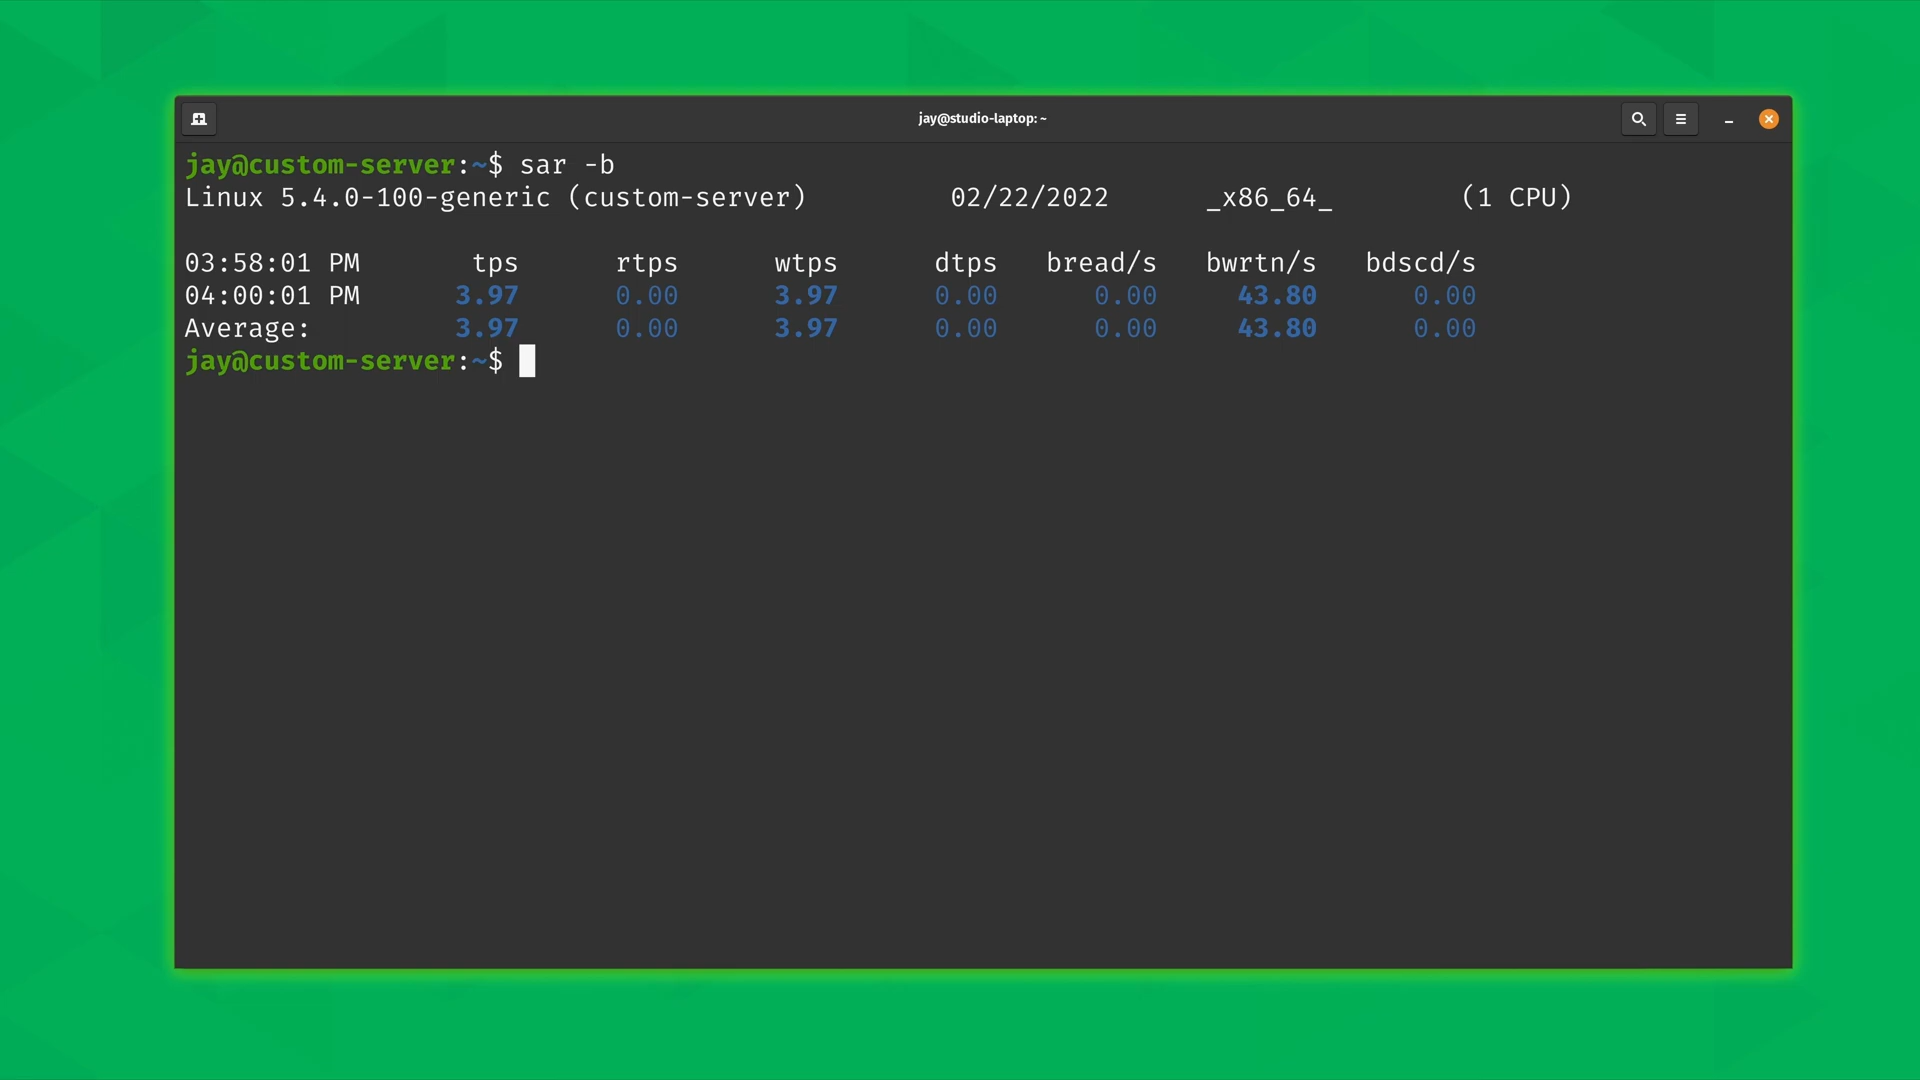 jay@studio-laptop: ~
jay@custom-server:~$ sar -b
Linux 5.4.0-100-generic (custom-server) 02/22/2022 _x86_64_ (1 CPU)
03:58:01 PM tps rtps wtps dtps bread/s bwrtn/s bdscd/s
04:00:01 PM 3.97 0.00 3.97 0.00 0.00 43.80 0.00
Average: 3.97 0.00 3.97 0.00 0.00 43.80 0.00
jay@custom-server:~$